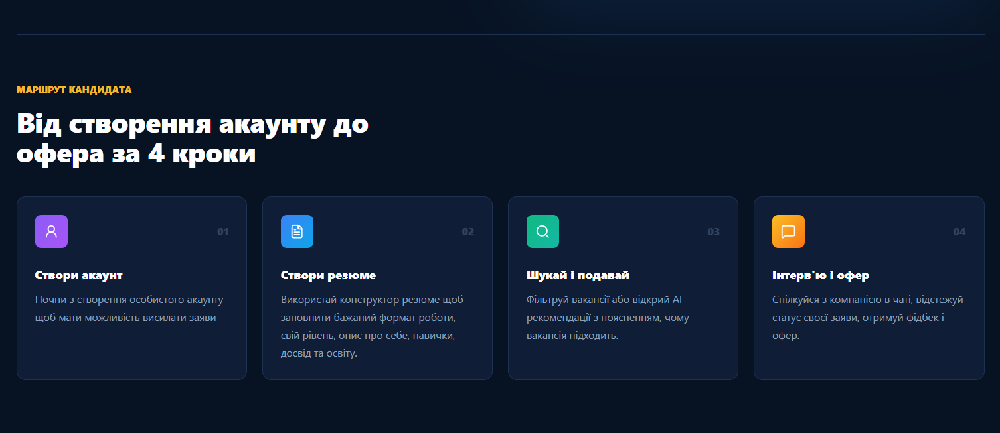 МАРШРУТ КАНДИДАТА
Від створення акаунту до
офера за 4 кроки
01
Створи акаунт
Почни з створення особистого акаунту
щоб мати можливість висилати заяви
02
Створи резюме
Використай конструктор резюме щоб
заповнити бажаний формат роботи,
свій рівень, опис про себе, навички,
досвід та освіту.
03
Шукай і подавай
Фільтруй вакансії або відкрий AI-
рекомендації з поясненням, чому
вакансія підходить.
04
Інтерв'ю і офер
Спілкуйся з компанією в чаті, відстежуй
статус своєї заяви, отримуй фідбек і
офер.